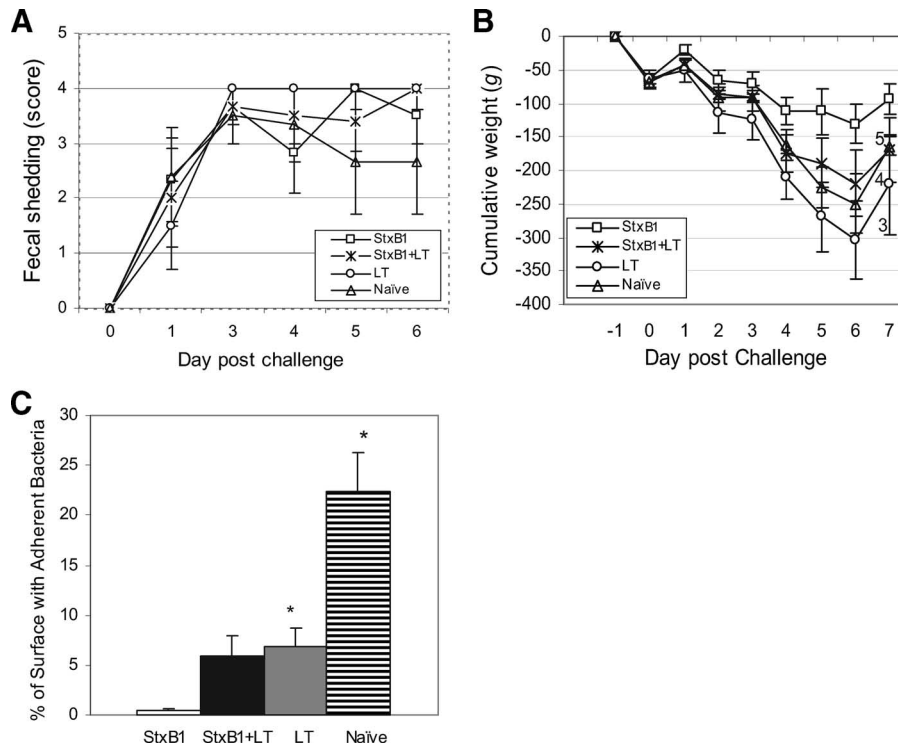 A
Fecal shedding (score)
5
4
3
2
1
0
StxB1
StxB1+LT
LT
Naïve
0 1 3 4 5 6
Day post challenge
B
Cumulative weight (g)
0
-50
-100
-150
-200
-250
-300
-350
-400
5
4
3
StxB1
StxB1+LT
LT
Naïve
-1 0 1 2 3 4 5 6 7
Day post Challenge
C
% of Surface with Adherent Bacteria
30
25
20
15
10
5
0
*
*
StxB1 StxB1+LT LT Naïve